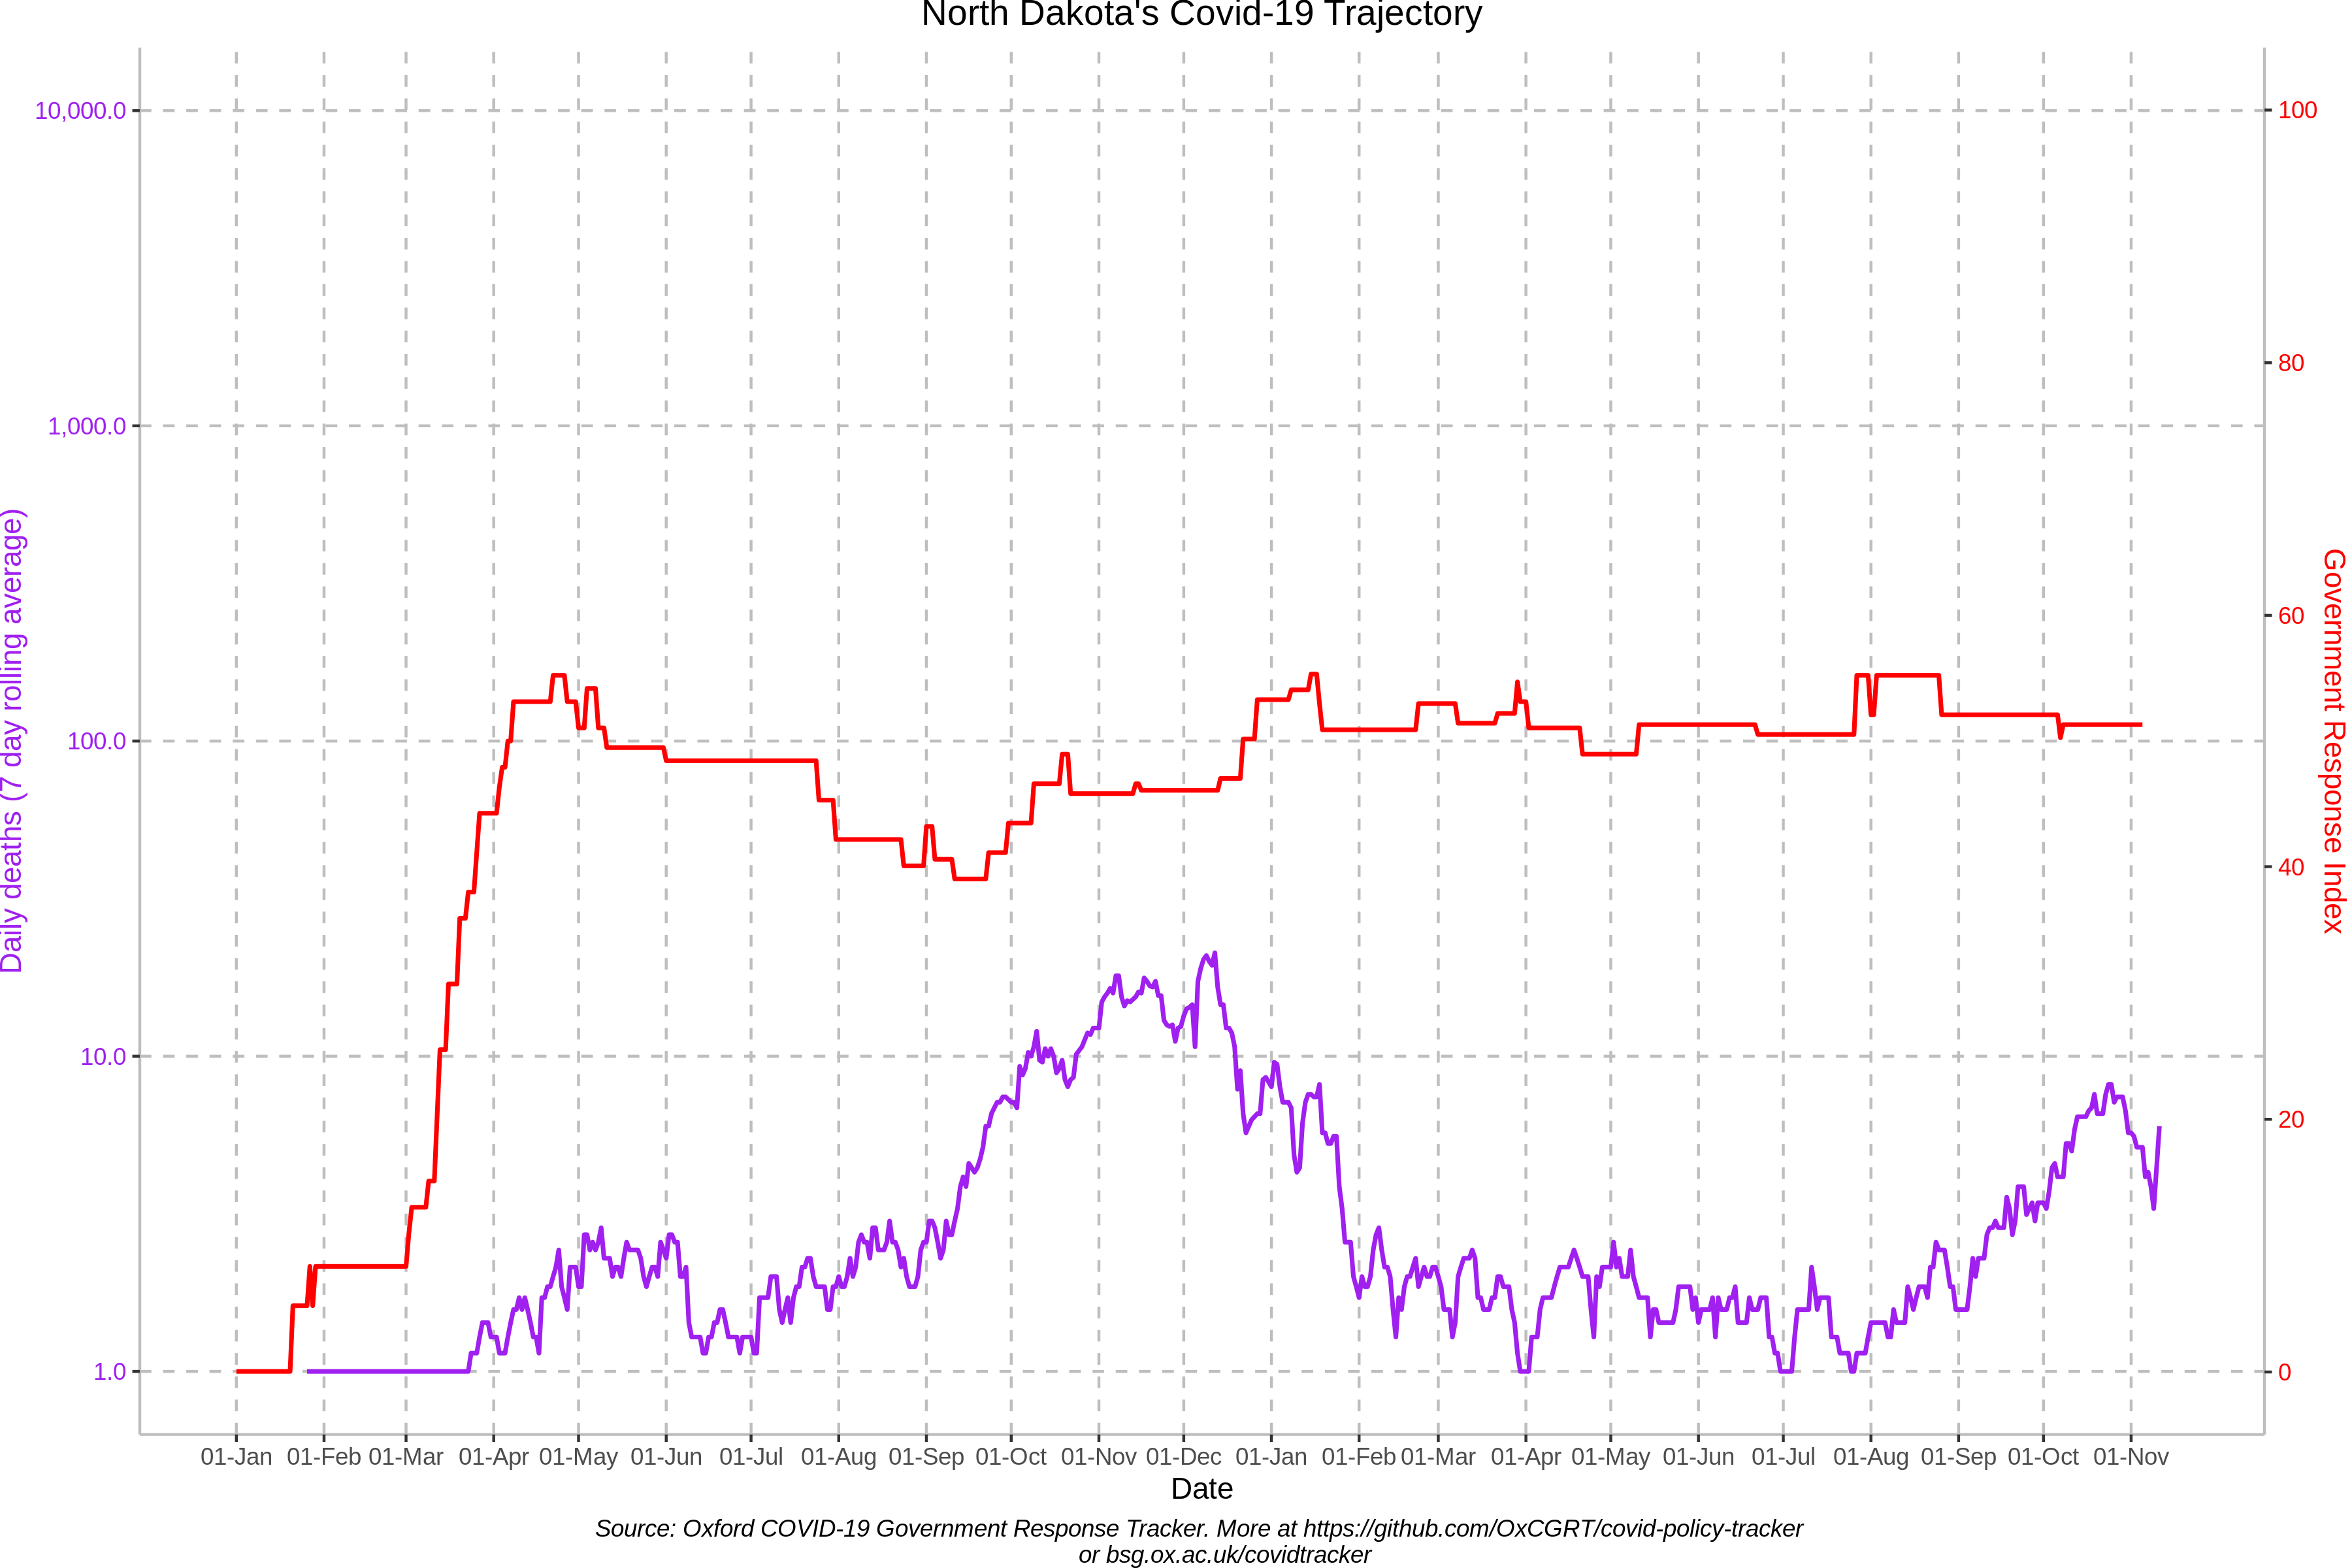 North Dakota's Covid-19 Trajectory
10,000.0
1,000.0
100.0
10.0
1.0
Daily deaths (7 day rolling average)
100
80
60
40
20
0
Government Response Index
01-Jan 01-Feb 01-Mar 01-Apr 01-May 01-Jun 01-Jul 01-Aug 01-Sep 01-Oct 01-Nov 01-Dec 01-Jan 01-Feb 01-Mar 01-Apr 01-May 01-Jun 01-Jul 01-Aug 01-Sep 01-Oct 01-Nov
Date
Source: Oxford COVID-19 Government Response Tracker. More at https://github.com/OxCGRT/covid-policy-tracker
or bsg.ox.ac.uk/covidtracker